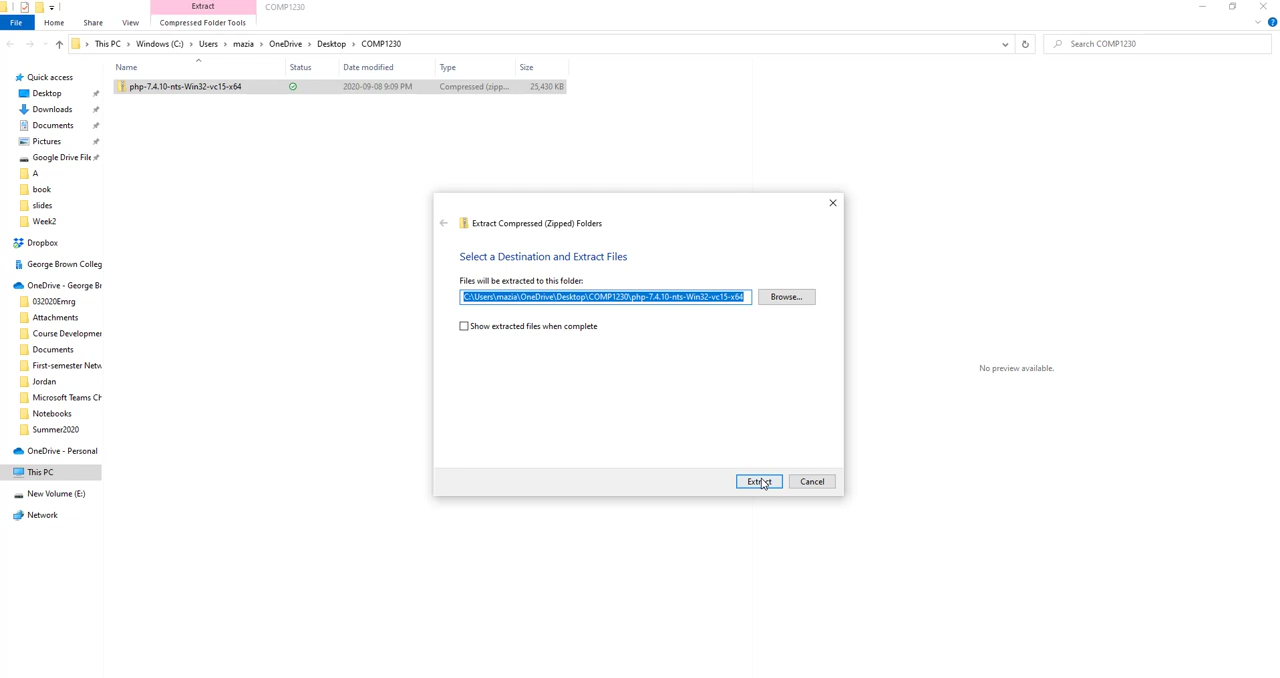 Extract
COMP1230
File
Home
Share
View
Compressed Folder Tools
This PC > Windows (C:) > Users > mazia > OneDrive > Desktop > COMP1230
Search COMP1230
Name
Status
Date modified
Type
Size
php-7.4.10-nts-Win32-vc15-x64
2020-09-08 9:09 PM
Compressed (zipp...
25,430 KB
Quick access
Desktop
Downloads
Documents
Pictures
Google Drive File
A
book
slides
Week2
Dropbox
George Brown Colleg
OneDrive - George Br
032020Emrg
Attachments
Course Developmer
Documents
First-semester Netw
Jordan
Microsoft Teams Ch
Notebooks
Summer2020
OneDrive - Personal
This PC
New Volume (E:)
Network
Extract Compressed (Zipped) Folders
Select a Destination and Extract Files
Files will be extracted to this folder:
C:\Users\mazia\OneDrive\Desktop\COMP1230\php-7.4.10-nts-Win32-vc15-x64
Browse...
Show extracted files when complete
Extract
Cancel
No preview available.